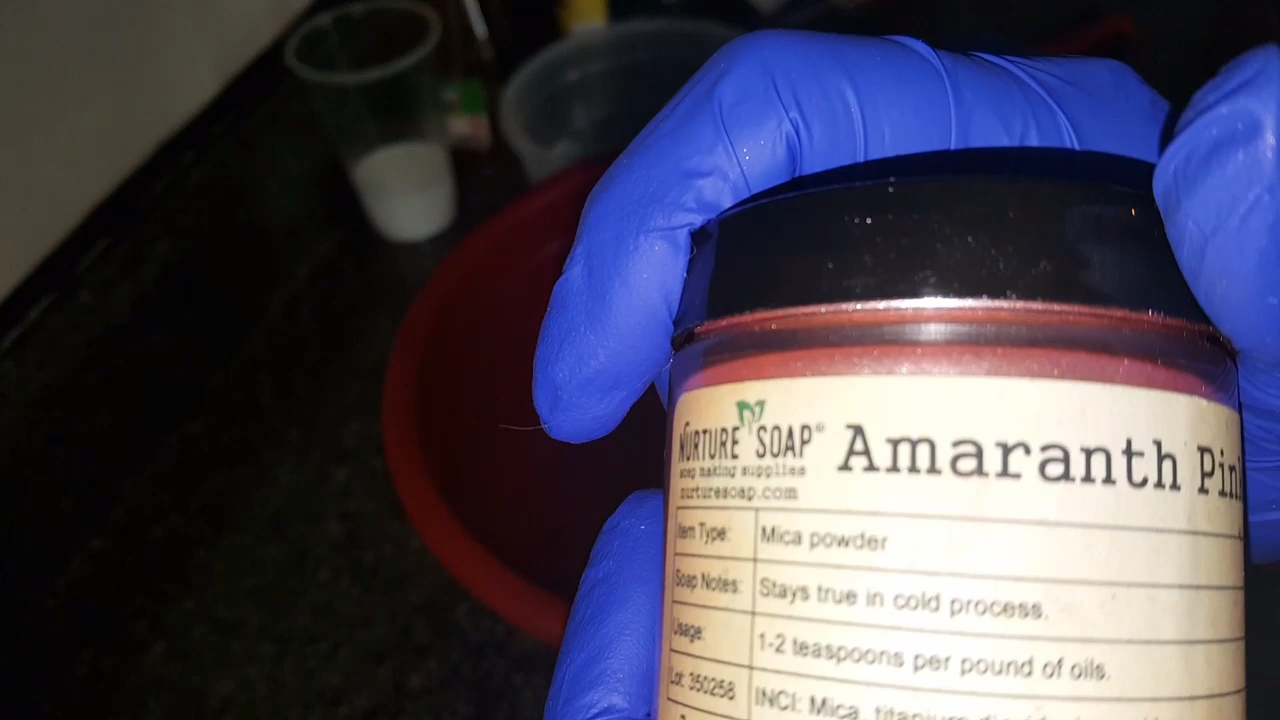 NURTURE SOAP®
soap making supplies
nurturesoap.com
Amaranth Pin
Item Type: Mica powder
Soap Notes: Stays true in cold process.
Usage: 1-2 teaspoons per pound of oils.
Lot: 350258 INCI: Mica, titanium